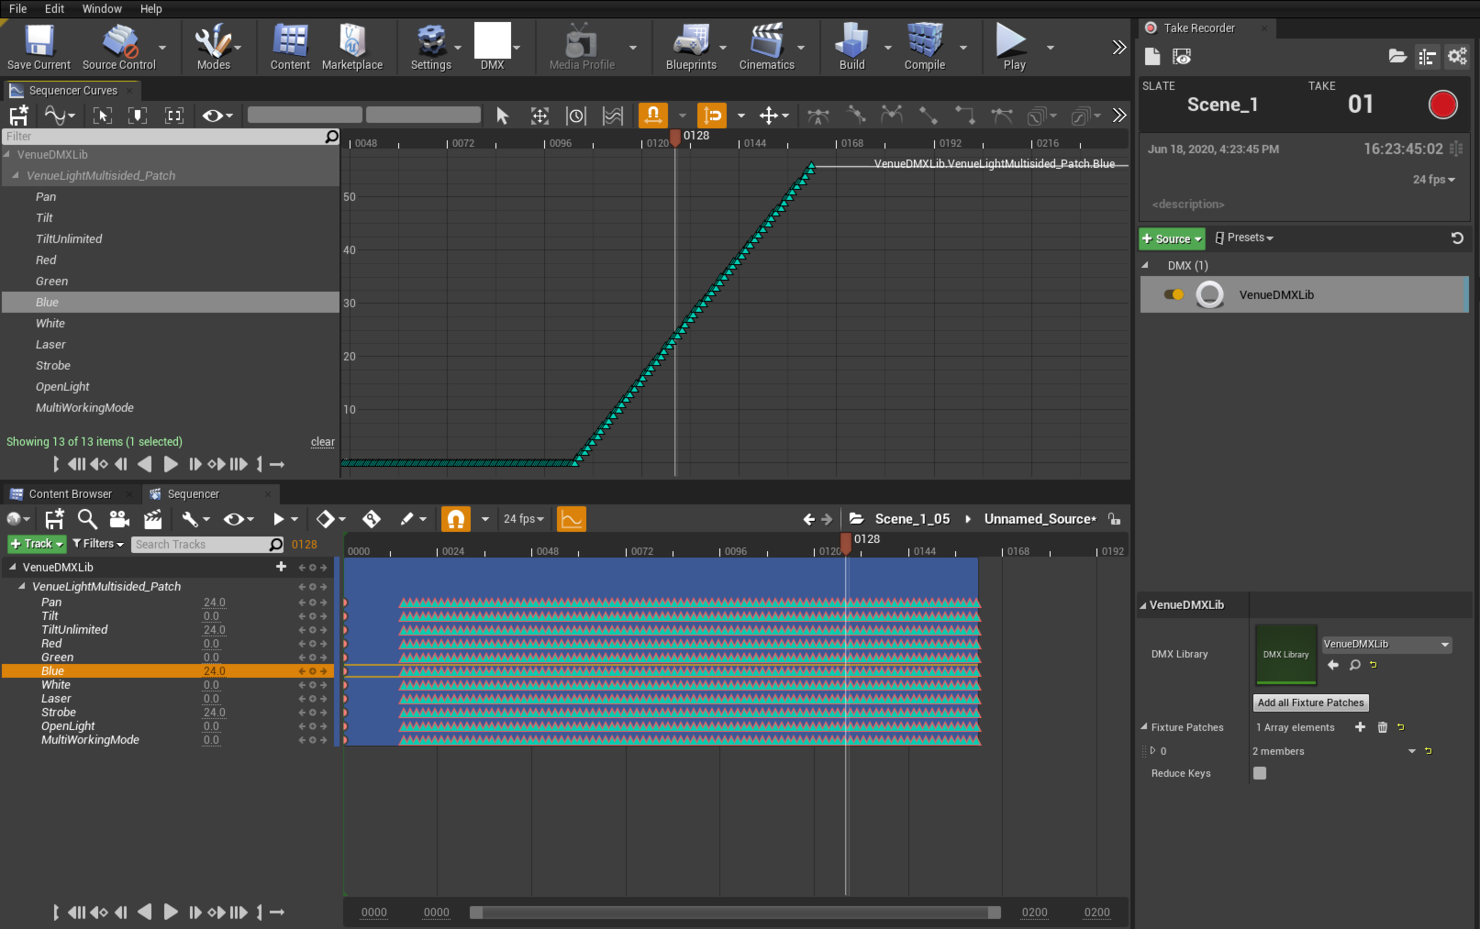 File Edit Window Help
Save Current Source Control Modes Content Marketplace Settings DMX Media Profile Blueprints Cinematics Build Compile Play
Sequencer Curves
Filter
VenueDMXLib
VenueLightMultisided_Patch
Pan
Tilt
TiltUnlimited
Red
Green
Blue
White
Laser
Strobe
OpenLight
MultiWorkingMode
Showing 13 of 13 items (1 selected) clear
0128
0048 0072 0096 0120 0144 0168 0192 0216
VenueDMXLib.VenueLightMultisided_Patch.Blue
50
40
30
20
10
Content Browser Sequencer
24 fps Scene_1_05 Unnamed_Source*
Track Filters Search Tracks 0128
0128
0000 0024 0048 0072 0096 0120 0144 0168 0192
VenueDMXLib
VenueLightMultisided_Patch
Pan 24.0
Tilt 0.0
TiltUnlimited 24.0
Red 0.0
Green 0.0
Blue 24.0
White 0.0
Laser 0.0
Strobe 24.0
OpenLight 0.0
MultiWorkingMode 0.0
0000 0000 0200 0200
Take Recorder
SLATE TAKE
Scene_1 01
Jun 18, 2020, 4:23:45 PM 16:23:45:02
24 fps
<description>
Source Presets
DMX (1)
VenueDMXLib
VenueDMXLib
DMX Library DMX Library VenueDMXLib
Add all Fixture Patches
Fixture Patches 1 Array elements
0 2 members
Reduce Keys